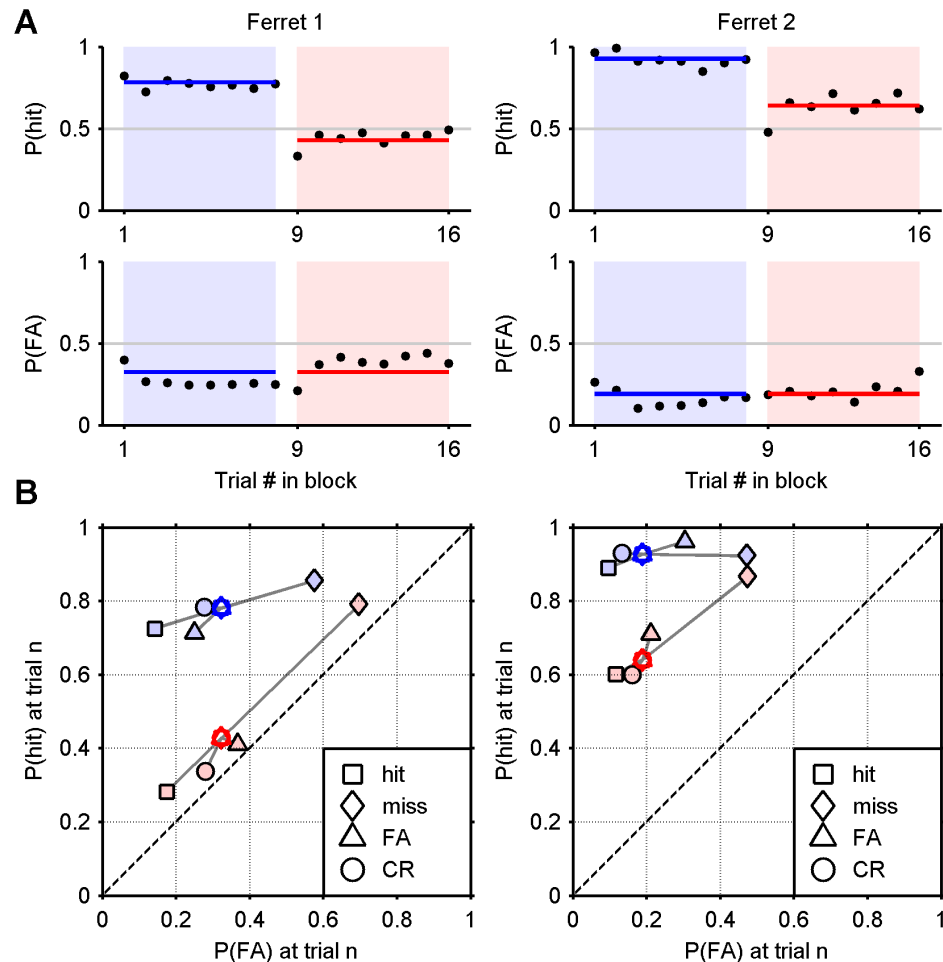 A
Ferret 1
Ferret 2
P(hit)
1
0.5
0
1
9
16
P(hit)
1
0.5
0
1
9
16
P(FA)
1
0.5
0
1
9
16
Trial # in block
P(FA)
1
0.5
0
1
9
16
Trial # in block
B
P(hit) at trial n
1
0.8
0.6
0.4
0.2
0
hit
miss
FA
CR
0 0.2 0.4 0.6 0.8 1
P(FA) at trial n
P(hit) at trial n
1
0.8
0.6
0.4
0.2
0
hit
miss
FA
CR
0 0.2 0.4 0.6 0.8 1
P(FA) at trial n